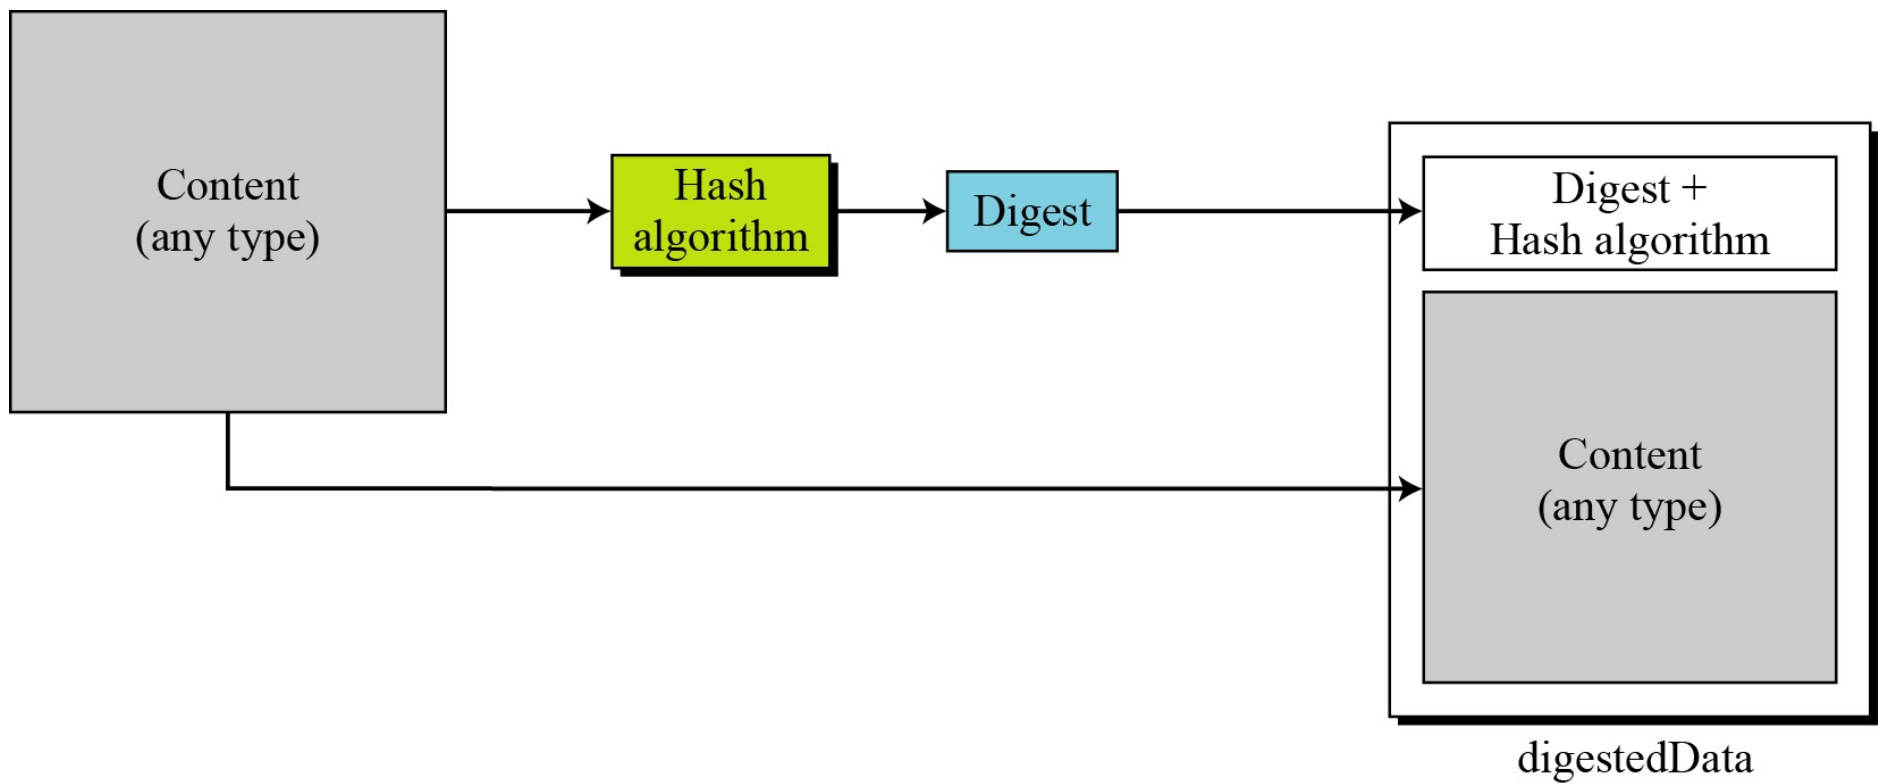 Content
(any type)
Hash
algorithm
Digest
Digest +
Hash algorithm
Content
(any type)
digestedData